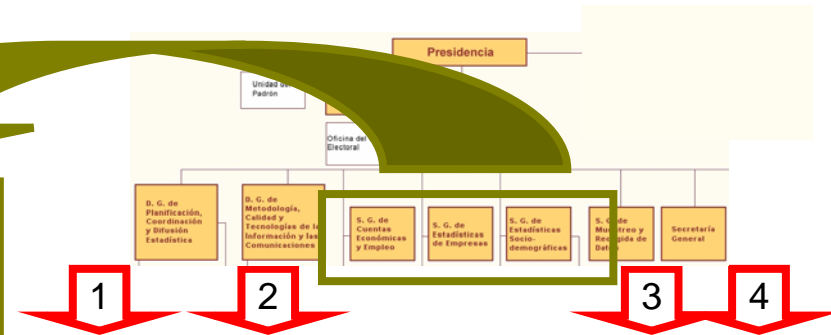 Presidencia
Unidad de
Padrón
Oficina del
Electoral
D. G. de
Planificación,
Coordinación
y Difusión
Estadística
D. G. de
Metodología,
Calidad y
Tecnologías de la
Información y las
Comunicaciones
S. G. de
Cuentas
Económicas
y Empleo
S. G. de
Estadísticas
de Empresas
S. G. de
Estadísticas
Socio-
demográficas
S. G. de
Muestreo y
Recogida de
Datos
Secretaría
General
1
2
3
4